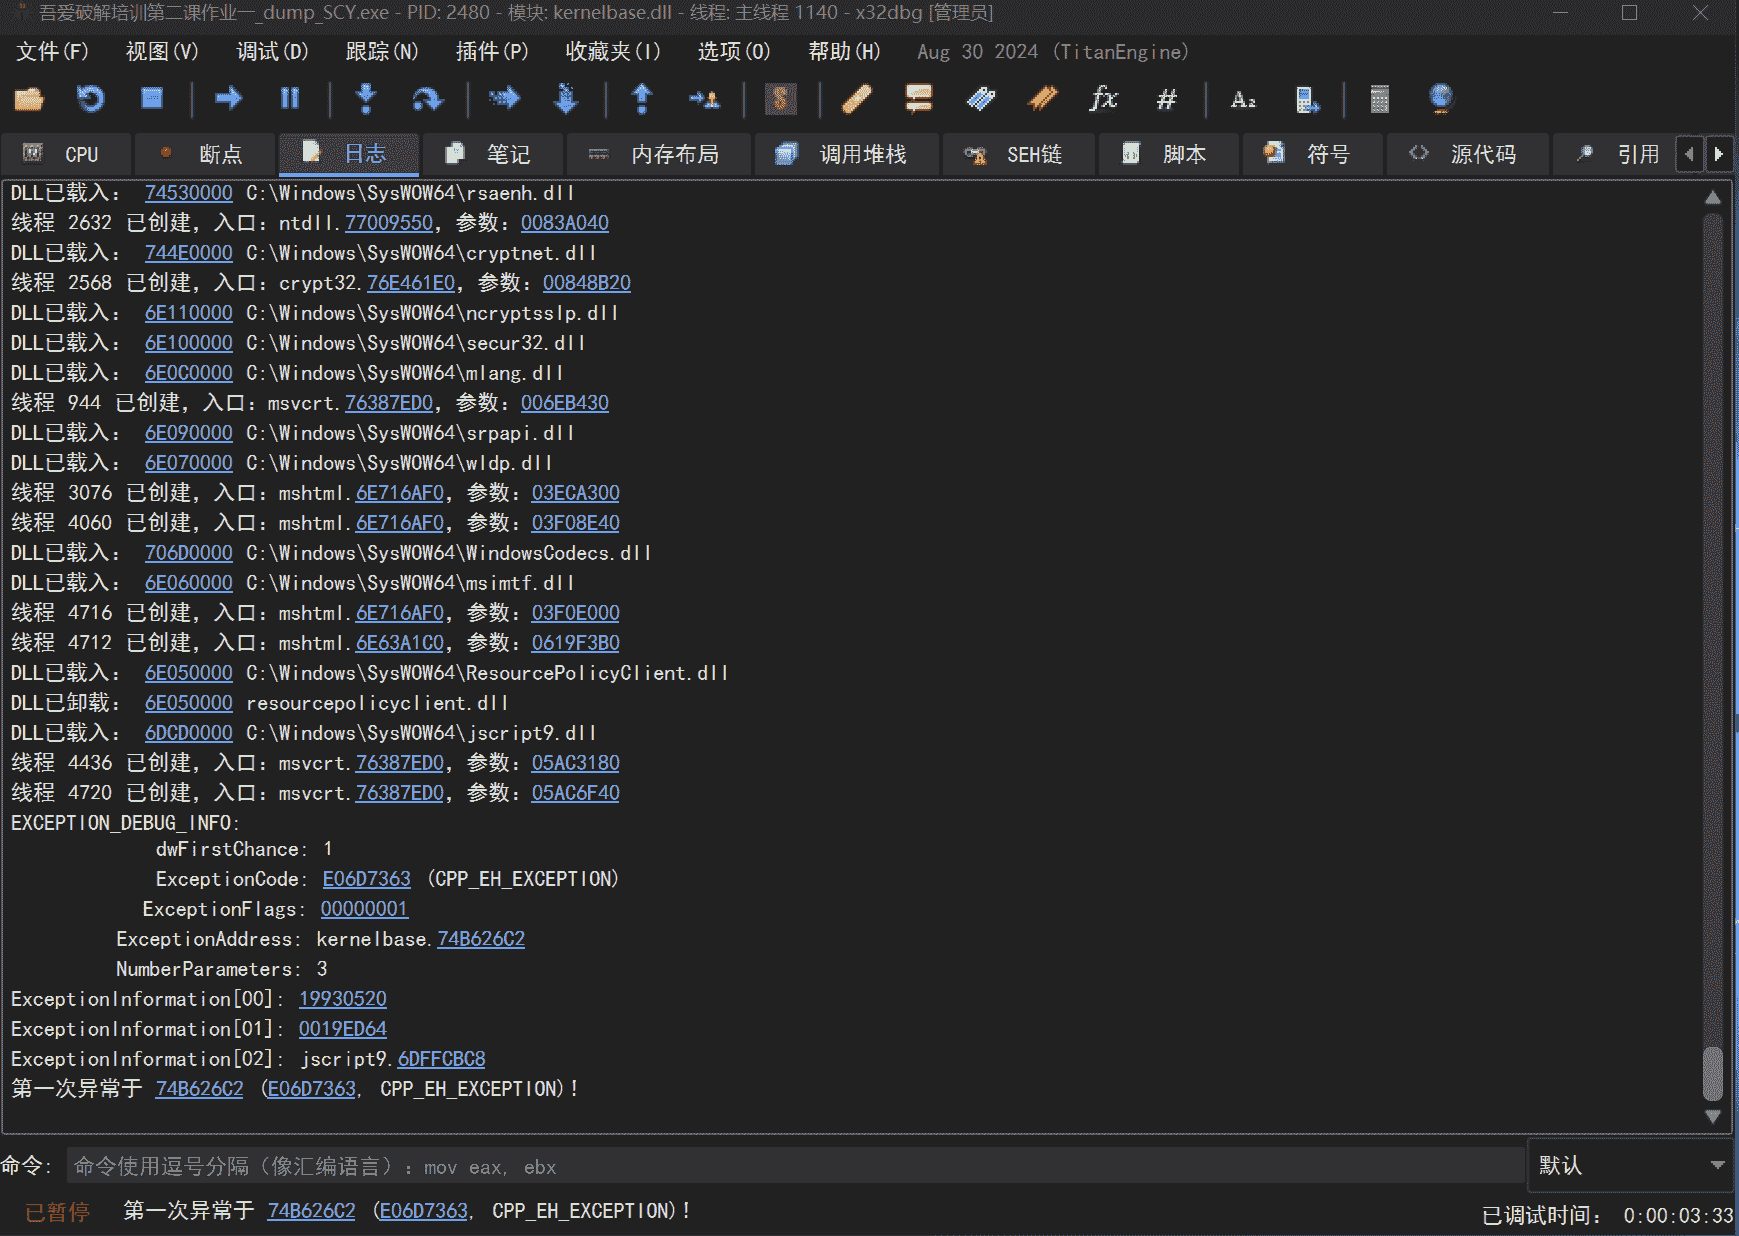 吾爱破解培训第二课作业一_dump_SCY.exe - PID: 2480 - 模块: kernelbase.dll - 线程: 主线程 1140 - x32dbg [管理员]
文件(F) 视图(V) 调试(D) 跟踪(N) 插件(P) 收藏夹(I) 选项(O) 帮助(H) Aug 30 2024 (TitanEngine)
CPU 断点 日志 笔记 内存布局 调用堆栈 SEH链 脚本 符号 源代码 引用
DLL已载入： 74530000 C:\Windows\SysWOW64\rsaenh.dll
线程 2632 已创建，入口：ntdll.77009550，参数：0083A040
DLL已载入： 744E0000 C:\Windows\SysWOW64\cryptnet.dll
线程 2568 已创建，入口：crypt32.76E461E0，参数：00848B20
DLL已载入： 6E110000 C:\Windows\SysWOW64\ncryptsslp.dll
DLL已载入： 6E100000 C:\Windows\SysWOW64\secur32.dll
DLL已载入： 6E0C0000 C:\Windows\SysWOW64\mlang.dll
线程 944 已创建，入口：msvcrt.76387ED0，参数：006EB430
DLL已载入： 6E090000 C:\Windows\SysWOW64\srpapi.dll
DLL已载入： 6E070000 C:\Windows\SysWOW64\wldp.dll
线程 3076 已创建，入口：mshtml.6E716AF0，参数：03ECA300
线程 4060 已创建，入口：mshtml.6E716AF0，参数：03F08E40
DLL已载入： 706D0000 C:\Windows\SysWOW64\WindowsCodecs.dll
DLL已载入： 6E060000 C:\Windows\SysWOW64\msimtf.dll
线程 4716 已创建，入口：mshtml.6E716AF0，参数：03F0E000
线程 4712 已创建，入口：mshtml.6E63A1C0，参数：0619F3B0
DLL已载入： 6E050000 C:\Windows\SysWOW64\ResourcePolicyClient.dll
DLL已卸载： 6E050000 resourcepolicyclient.dll
DLL已载入： 6DCD0000 C:\Windows\SysWOW64\jscript9.dll
线程 4436 已创建，入口：msvcrt.76387ED0，参数：05AC3180
线程 4720 已创建，入口：msvcrt.76387ED0，参数：05AC6F40
EXCEPTION_DEBUG_INFO:
dwFirstChance: 1
ExceptionCode: E06D7363 (CPP_EH_EXCEPTION)
ExceptionFlags: 00000001
ExceptionAddress: kernelbase.74B626C2
NumberParameters: 3
ExceptionInformation[00]: 19930520
ExceptionInformation[01]: 0019ED64
ExceptionInformation[02]: jscript9.6DFFCBC8
第一次异常于 74B626C2 (E06D7363, CPP_EH_EXCEPTION)!
命令： 命令使用逗号分隔（像汇编语言）：mov eax, ebx 默认
已暂停 第一次异常于 74B626C2 (E06D7363, CPP_EH_EXCEPTION)! 已调试时间： 0:00:03:33